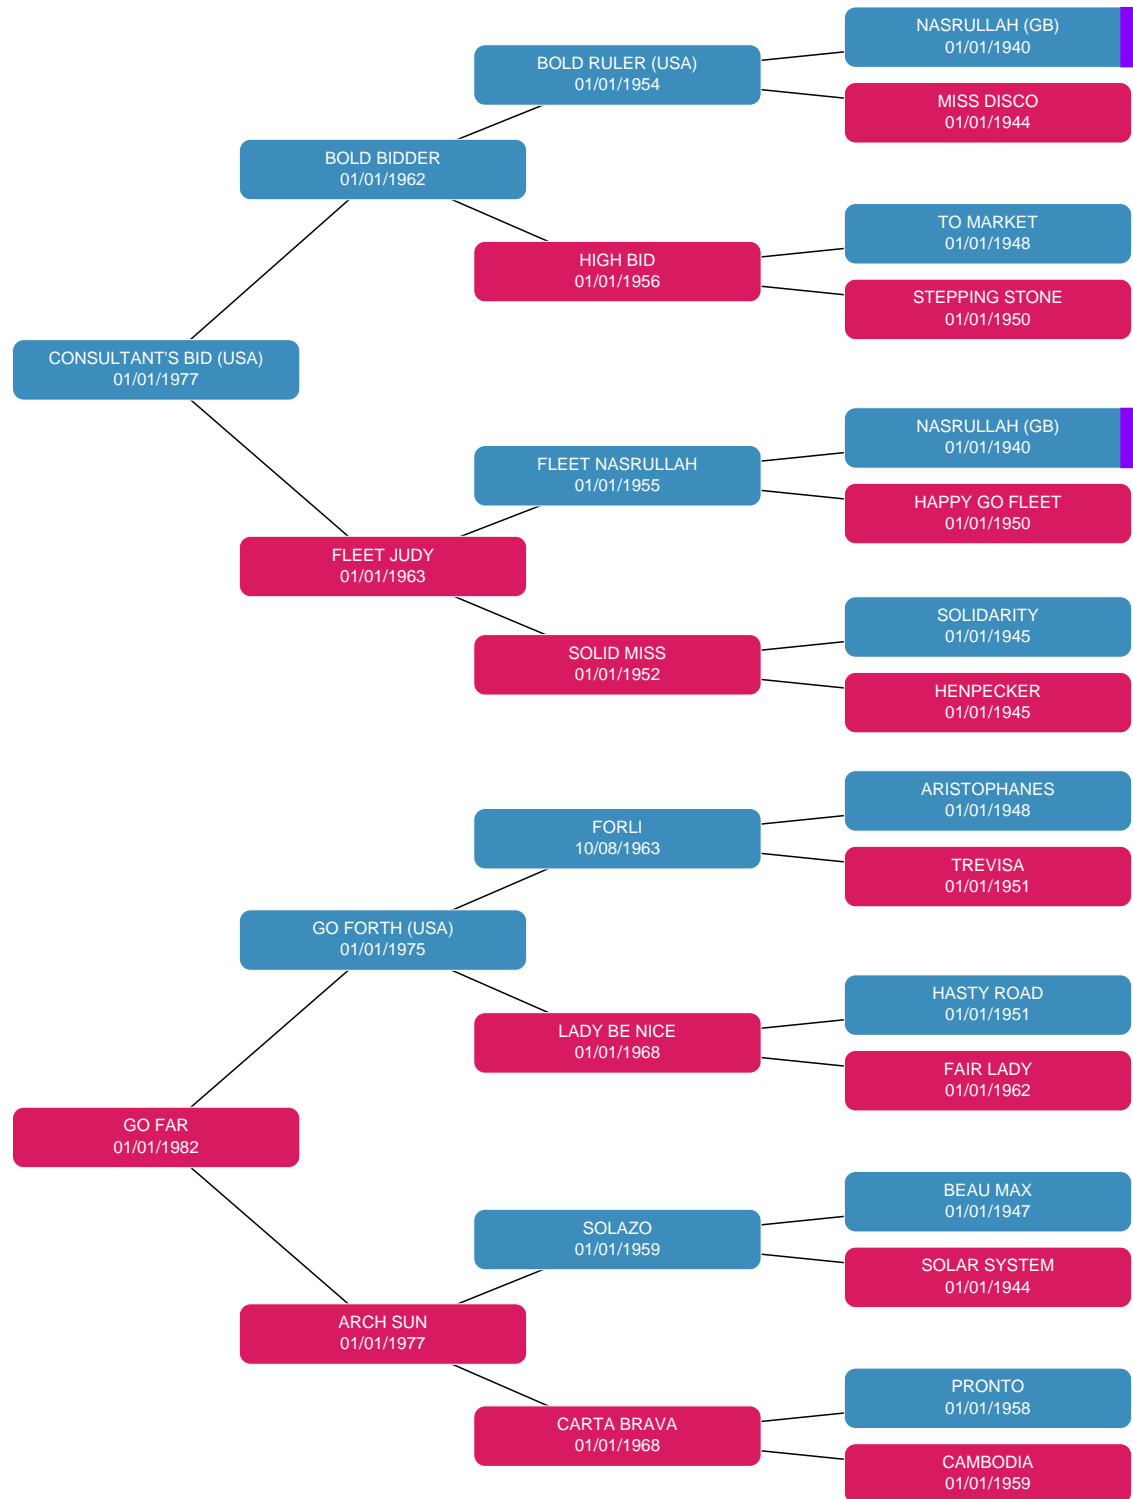 NASRULLAH (GB)
01/01/1940
BOLD RULER (USA)
01/01/1954
MISS DISCO
01/01/1944
BOLD BIDDER
01/01/1962
TO MARKET
01/01/1948
HIGH BID
01/01/1956
STEPPING STONE
01/01/1950
CONSULTANT'S BID (USA)
01/01/1977
NASRULLAH (GB)
01/01/1940
FLEET NASRULLAH
01/01/1955
HAPPY GO FLEET
01/01/1950
FLEET JUDY
01/01/1963
SOLIDARITY
01/01/1945
SOLID MISS
01/01/1952
HENPECKER
01/01/1945
ARISTOPHANES
01/01/1948
FORLI
10/08/1963
TREVISA
01/01/1951
GO FORTH (USA)
01/01/1975
HASTY ROAD
01/01/1951
LADY BE NICE
01/01/1968
FAIR LADY
01/01/1962
GO FAR
01/01/1982
BEAU MAX
01/01/1947
SOLAZO
01/01/1959
SOLAR SYSTEM
01/01/1944
ARCH SUN
01/01/1977
PRONTO
01/01/1958
CARTA BRAVA
01/01/1968
CAMBODIA
01/01/1959